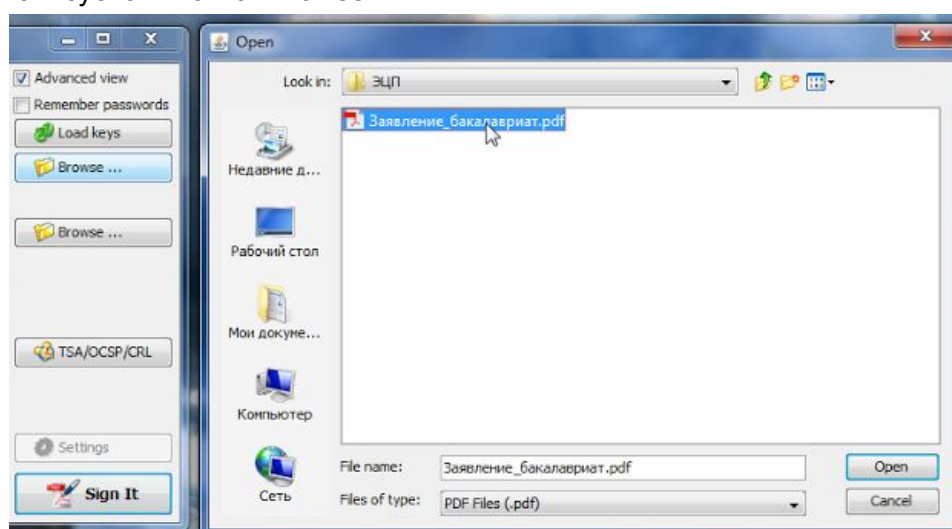 Open
Advanced view
Remember passwords
Load keys
Browse ...
Browse ...
TSA/OCSP/CRL
Settings
Sign It
Look in:
ЭЦП
Заявление_бакалавриат.pdf
Недавние д...
Рабочий стол
Мои докуме...
Компьютер
Сеть
File name:
Заявление_бакалавриат.pdf
Open
Files of type:
PDF Files (.pdf)
Cancel